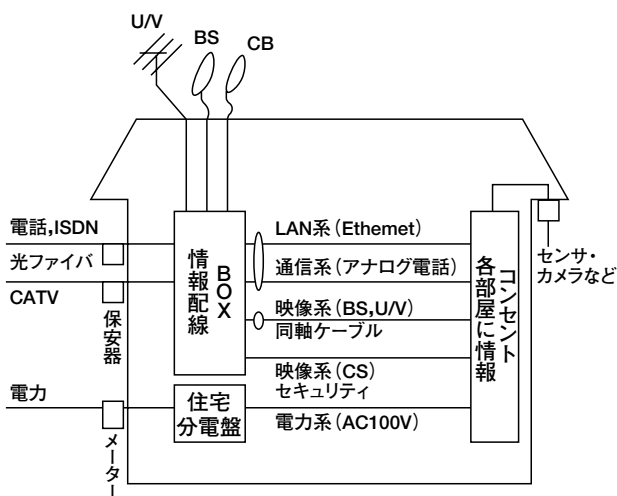 U/V
BS
CB
電話,ISDN
光ファイバ
CATV
保安器
電力
メーター
情報配線
BOX
住宅
分電盤
LAN系(Ethemet)
通信系(アナログ電話)
映像系(BS,U/V)
同軸ケーブル
映像系(CS)
セキュリティ
電力系(AC100V)
各部屋に情報
コンセント
センサ・
カメラなど